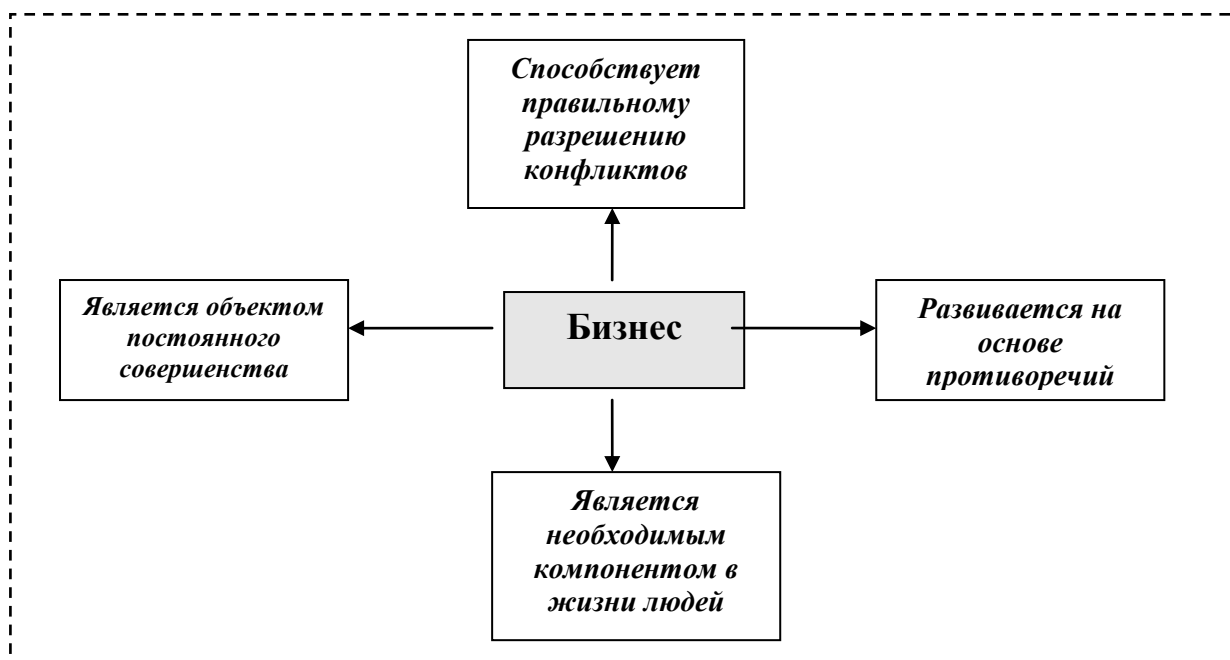 Способствует
правильному
разрешению
конфликтов
Является объектом
постоянного
совершенства
Бизнес
Развивается на
основе
противоречий
Является
необходимым
компонентом в
жизни людей